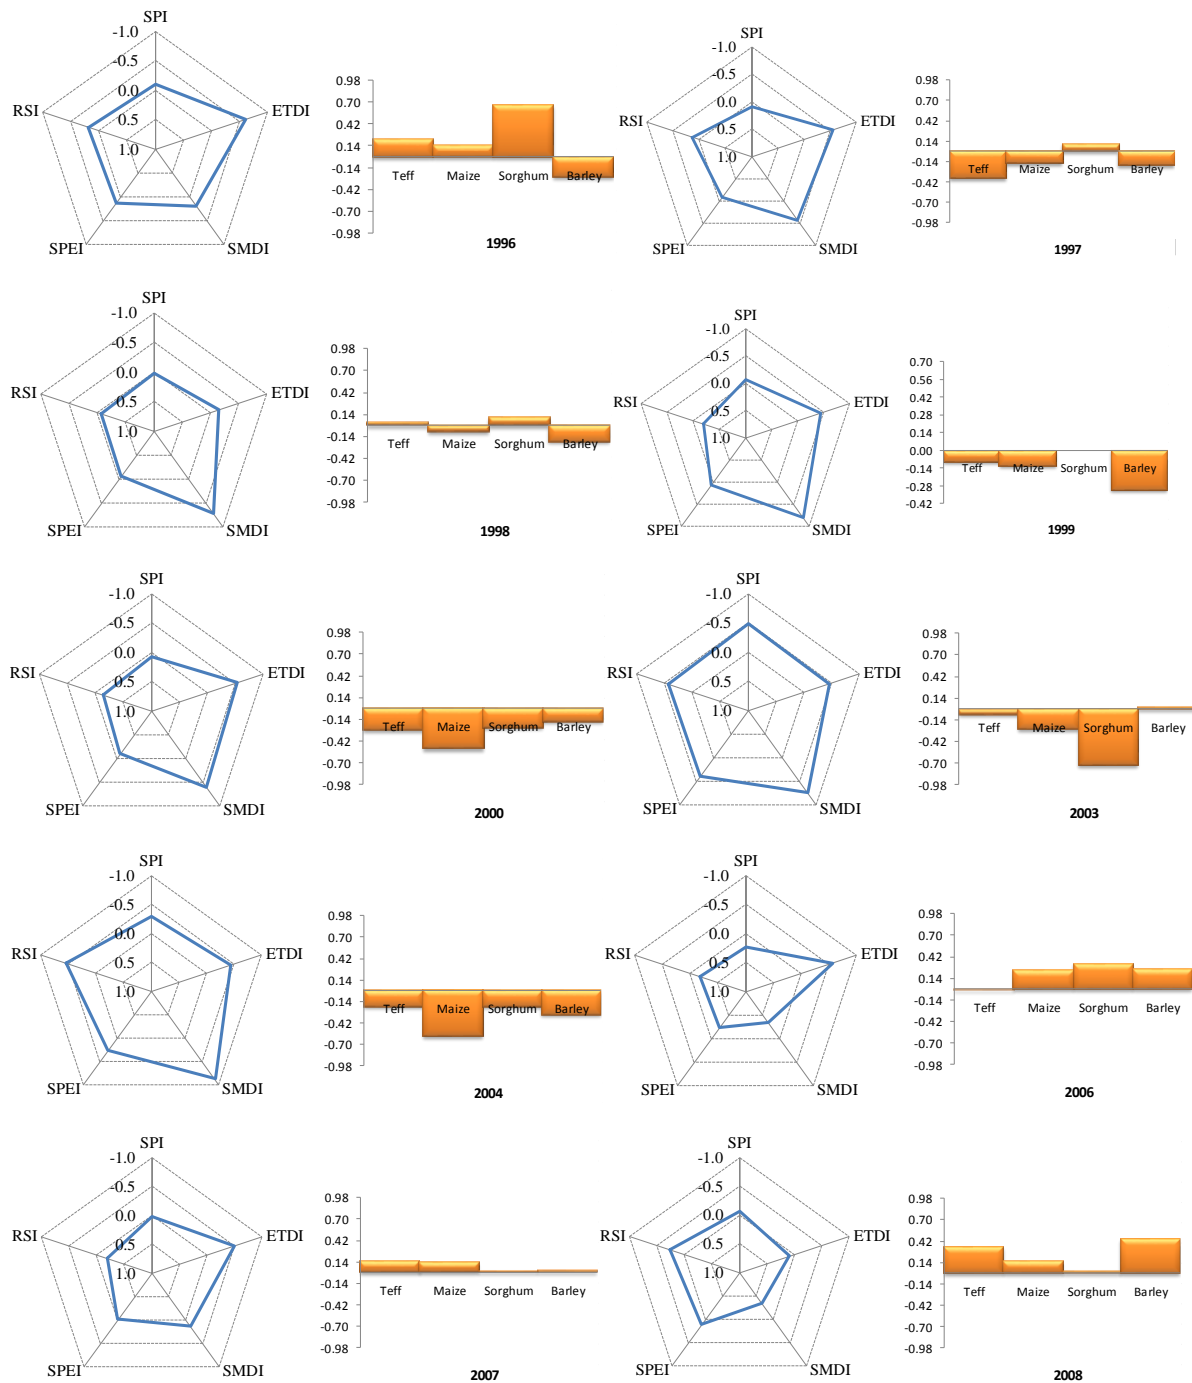 SPI
-1.0
-0.5
0.0
0.5
1.0
RSI
ETDI
SPEI
SMDI
0.98
0.70
0.42
0.14
-0.14
-0.42
-0.70
-0.98
Teff Maize Sorghum Barley
1996
SPI
-1.0
-0.5
0.0
0.5
1.0
RSI
ETDI
SPEI
SMDI
0.98
0.70
0.42
0.14
-0.14
-0.42
-0.70
-0.98
Teff Maize Sorghum Barley
1997
SPI
-1.0
-0.5
0.0
0.5
1.0
RSI
ETDI
SPEI
SMDI
0.98
0.70
0.42
0.14
-0.14
-0.42
-0.70
-0.98
Teff Maize Sorghum Barley
1998
SPI
-1.0
-0.5
0.0
0.5
1.0
RSI
ETDI
SPEI
SMDI
0.70
0.56
0.42
0.28
0.14
0.00
-0.14
-0.28
-0.42
Teff Maize Sorghum Barley
1999
SPI
-1.0
-0.5
0.0
0.5
1.0
RSI
ETDI
SPEI
SMDI
0.98
0.70
0.42
0.14
-0.14
-0.42
-0.70
-0.98
Teff Maize Sorghum Barley
2000
SPI
-1.0
-0.5
0.0
0.5
1.0
RSI
ETDI
SPEI
SMDI
0.98
0.70
0.42
0.14
-0.14
-0.42
-0.70
-0.98
Teff Maize Sorghum Barley
2003
SPI
-1.0
-0.5
0.0
0.5
1.0
RSI
ETDI
SPEI
SMDI
0.98
0.70
0.42
0.14
-0.14
-0.42
-0.70
-0.98
Teff Maize Sorghum Barley
2004
SPI
-1.0
-0.5
0.0
0.5
1.0
RSI
ETDI
SPEI
SMDI
0.98
0.70
0.42
0.14
-0.14
-0.42
-0.70
-0.98
Teff Maize Sorghum Barley
2006
SPI
-1.0
-0.5
0.0
0.5
1.0
RSI
ETDI
SPEI
SMDI
0.98
0.70
0.42
0.14
-0.14
-0.42
-0.70
-0.98
Teff Maize Sorghum Barley
2007
SPI
-1.0
-0.5
0.0
0.5
1.0
RSI
ETDI
SPEI
SMDI
0.98
0.70
0.42
0.14
-0.14
-0.42
-0.70
-0.98
Teff Maize Sorghum Barley
2008